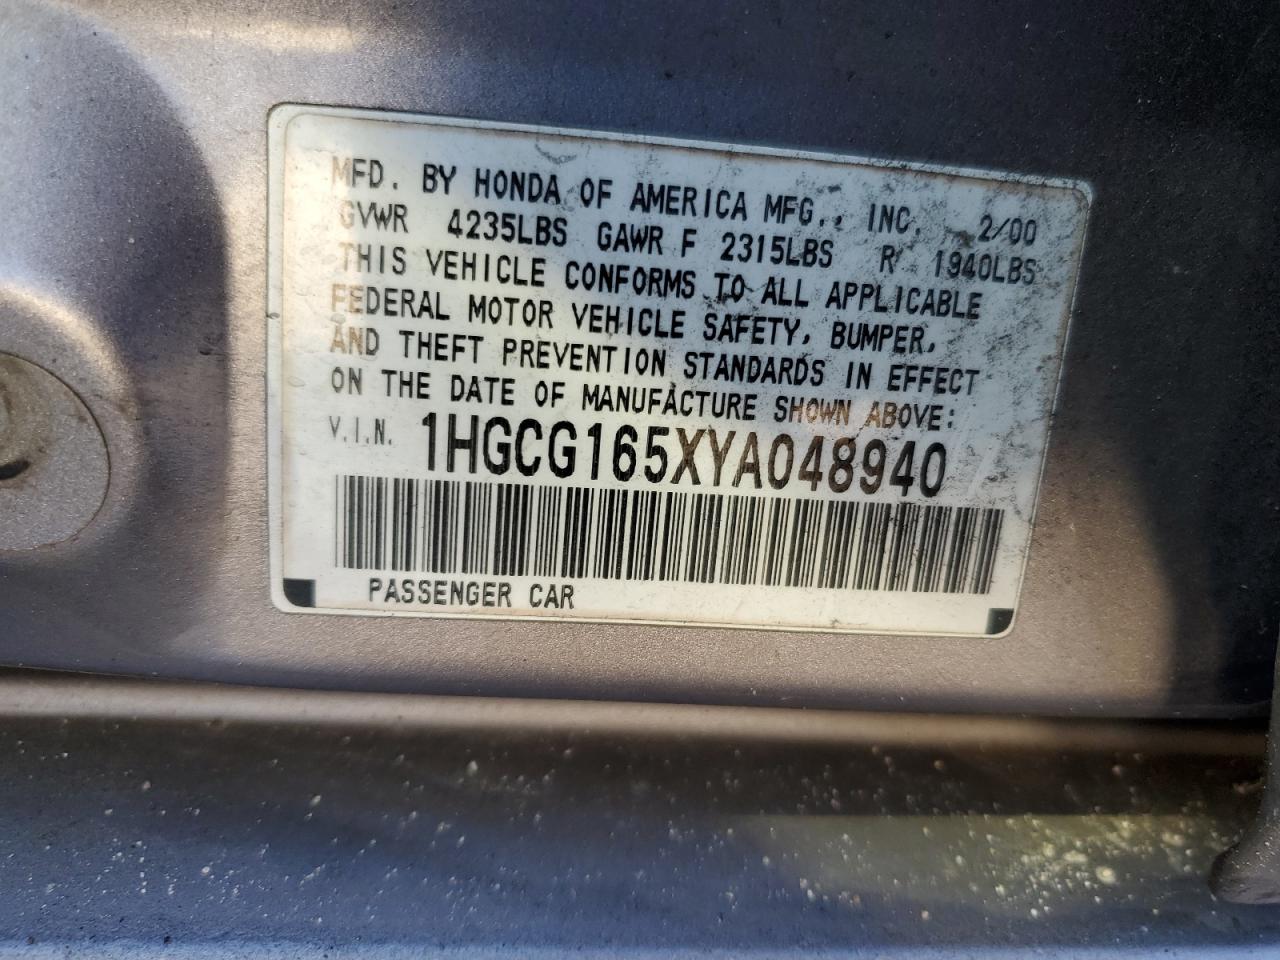 MFD. BY HONDA OF AMERICA MFG., INC. 2/00
GVWR 4235LBS GAWR F 2315LBS R 1940LBS
THIS VEHICLE CONFORMS TO ALL APPLICABLE
FEDERAL MOTOR VEHICLE SAFETY, BUMPER,
AND THEFT PREVENTION STANDARDS IN EFFECT
ON THE DATE OF MANUFACTURE SHOWN ABOVE:
V.I.N. 1HGCG165XYA048940
PASSENGER CAR